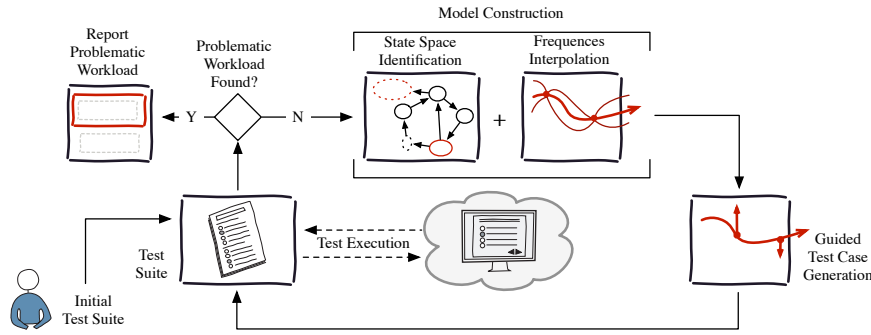 Model Construction
Report
Problematic
Workload
Problematic
Workload
Found?
State Space
Identification
Frequences
Interpolation
Y
N
+
Test
Suite
Test Execution
Guided
Test Case
Generation
Initial
Test Suite